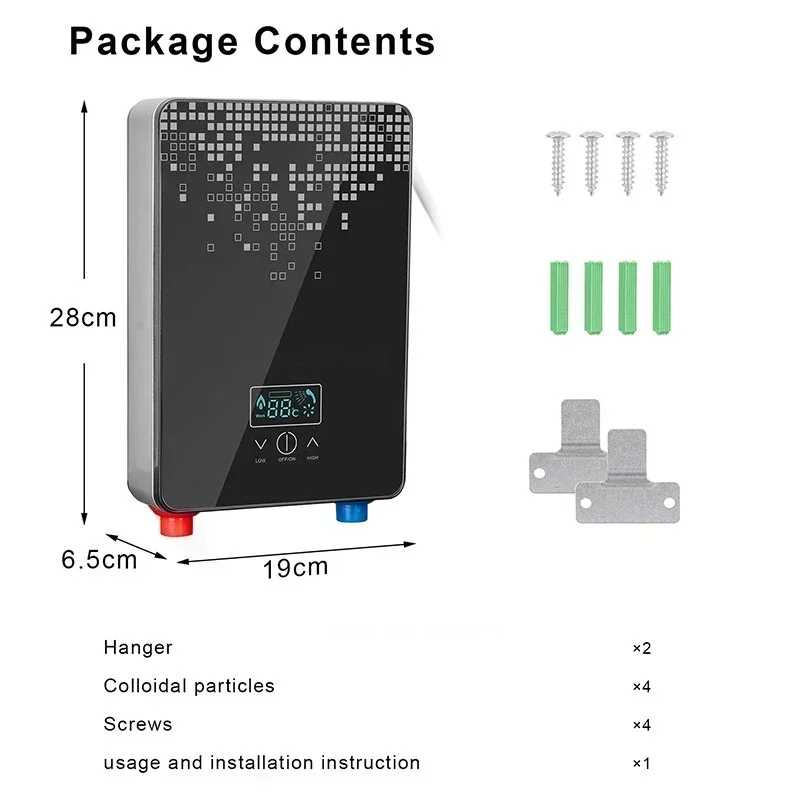 Package Contents
28cm
88c
LOW OFF/ON HIGH
6.5cm
19cm
Hanger ×2
Colloidal particles ×4
Screws ×4
usage and installation instruction ×1